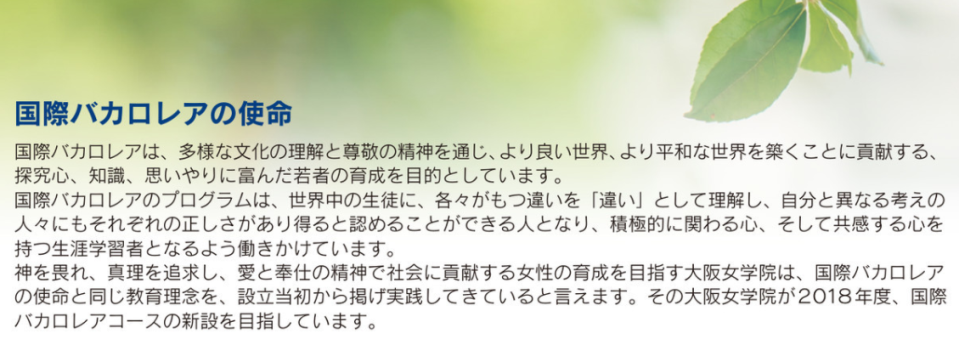 国際バカロレアの使命
国際バカロレアは、多様な文化の理解と尊敬の精神を通じ、より良い世界、より平和な世界を築くことに貢献する、
探究心、知識、思いやりに富んだ若者の育成を目的としています。
国際バカロレアのプログラムは、世界中の生徒に、各々がもつ違いを「違い」として理解し、自分と異なる考えの
人々にもそれぞれの正しさがあり得ると認めることができる人となり、積極的に関わる心、そして共感する心を
持つ生涯学習者となるよう働きかけています。
神を畏れ、真理を追求し、愛と奉仕の精神で社会に貢献する女性の育成を目指す大阪女学院は、国際バカロレア
の使命と同じ教育理念を、設立当初から掲げ実践してきていると言えます。その大阪女学院が2018年度、国際
バカロレアコースの新設を目指しています。